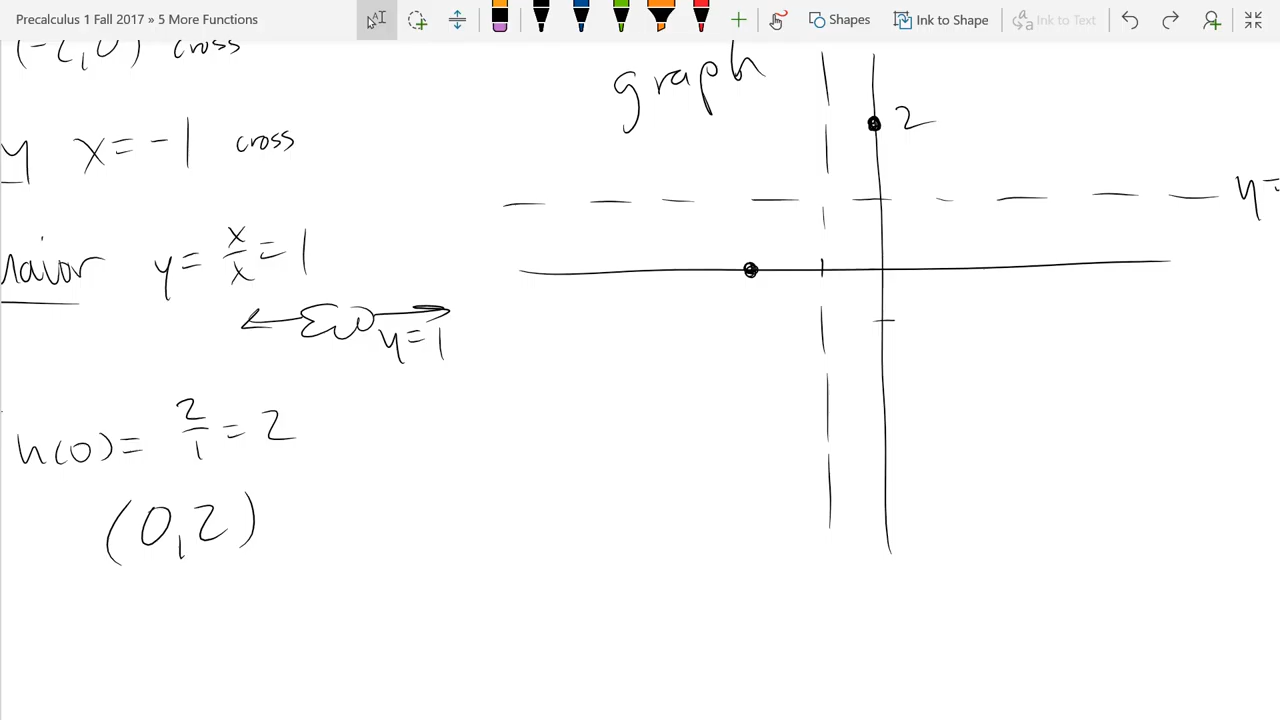 Precalculus 1 Fall 2017 » 5 More Functions
Shapes
Ink to Shape
Ink to Text
(-2,0) cross
y x = -1 cross
y = x/x = 1
y = 1
h(0) = 2/1 = 2
(0,2)
graph
2
y =